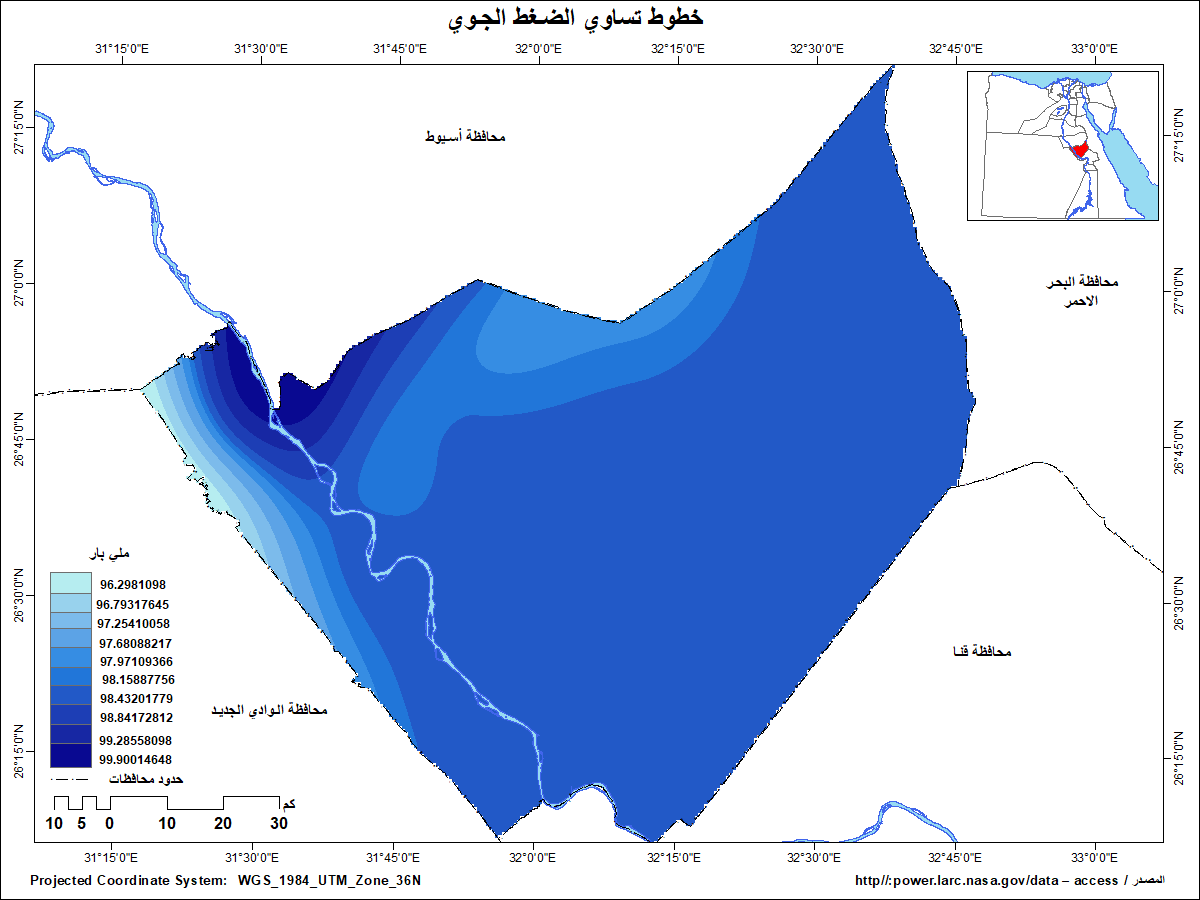 خطوط تساوي الضغط الجوي
31°15'0"E 31°30'0"E 31°45'0"E 32°0'0"E 32°15'0"E 32°30'0"E 32°45'0"E 33°0'0"E
27°15'0"N
27°0'0"N
26°45'0"N
26°30'0"N
26°15'0"N
27°15'0"N
27°0'0"N
26°45'0"N
26°30'0"N
26°15'0"N
محافظة أسيوط
محافظة البحر
الاحمر
محافظة قنا
محافظة الوادي الجديد
ملي بار
96.2981098
96.79317645
97.25410058
97.68088217
97.97109366
98.15887756
98.43201779
98.84172812
99.28558098
99.90014648
حدود محافظات
كم
10 5 0 10 20 30
31°15'0"E 31°30'0"E 31°45'0"E 32°0'0"E 32°15'0"E 32°30'0"E 32°45'0"E 33°0'0"E
Projected Coordinate System: WGS_1984_UTM_Zone_36N
المصدر / http//:power.larc.nasa.gov/data – access